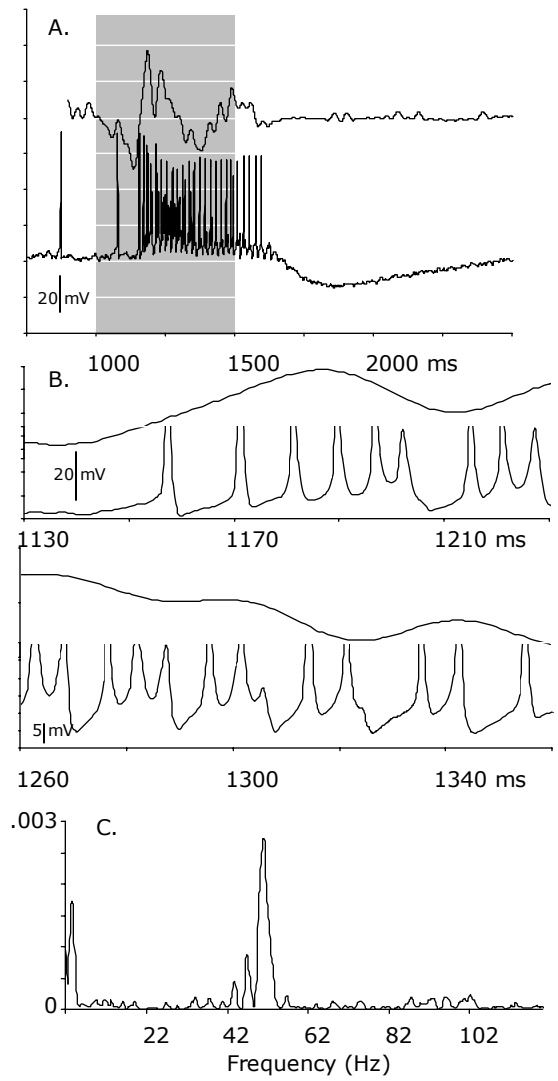 A.
20 mV
1000 1500 2000 ms
B.
20 mV
1130 1170 1210 ms
5 mV
1260 1300 1340 ms
.003
C.
0
22 42 62 82 102
Frequency (Hz)